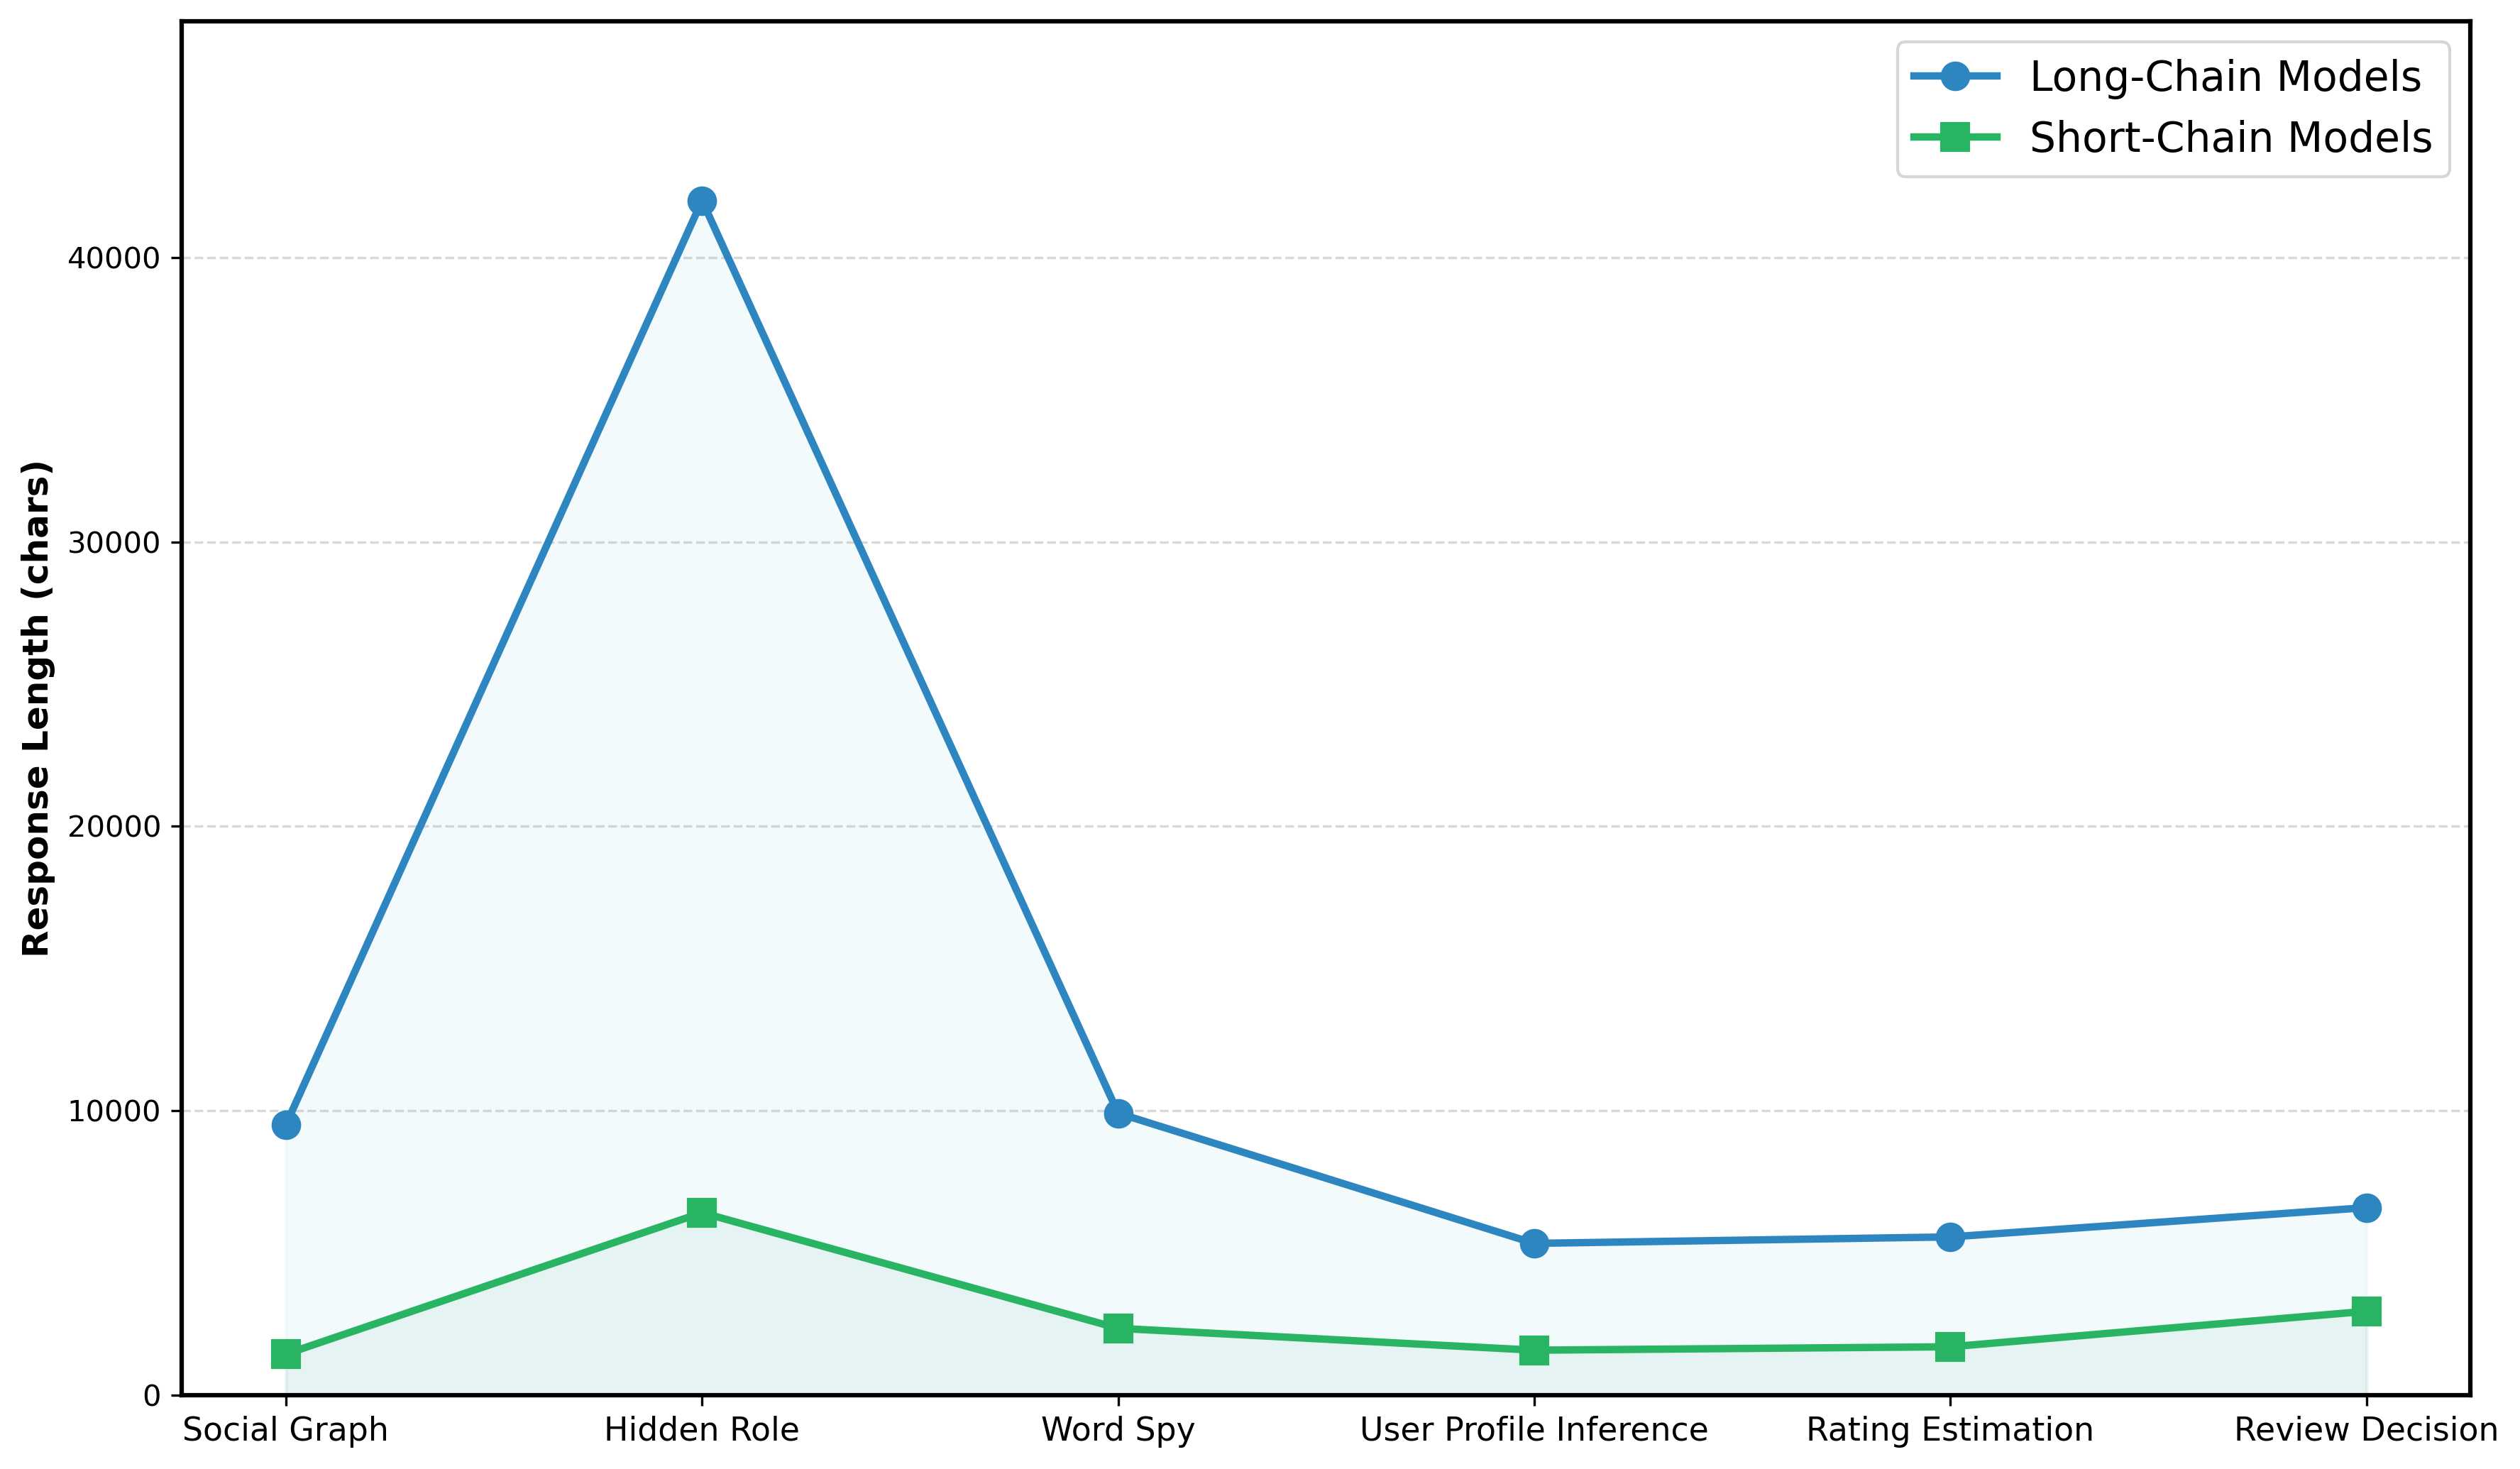 Long-Chain Models
Short-Chain Models
Response Length (chars)
40000
30000
20000
10000
0
Social Graph
Hidden Role
Word Spy
User Profile Inference
Rating Estimation
Review Decision